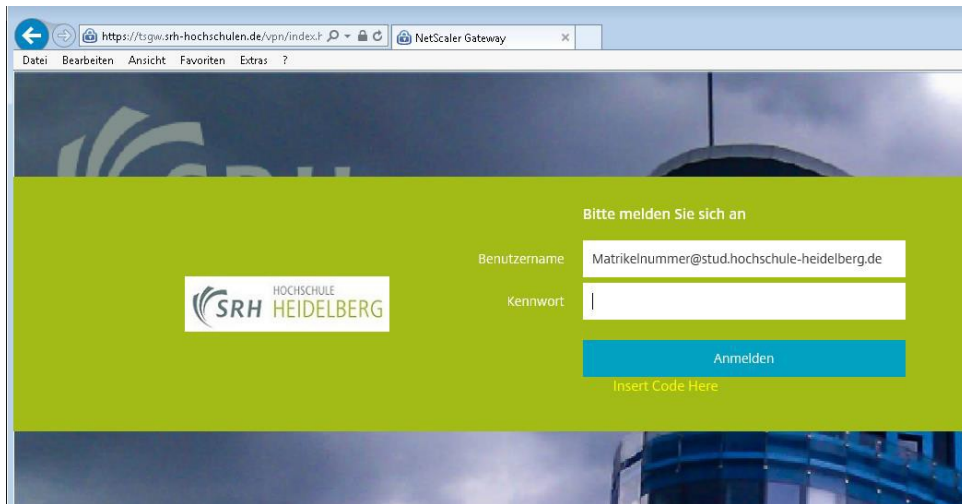 https://tsgw.srh-hochschulen.de/vpn/index.h
NetScaler Gateway
Datei Bearbeiten Ansicht Favoriten Extras ?
SRH
Bitte melden Sie sich an
Benutzername
Matrikelnummer@stud.hochschule-heidelberg.de
SRH HOCHSCHULE HEIDELBERG
Kennwort
Anmelden
Insert Code Here